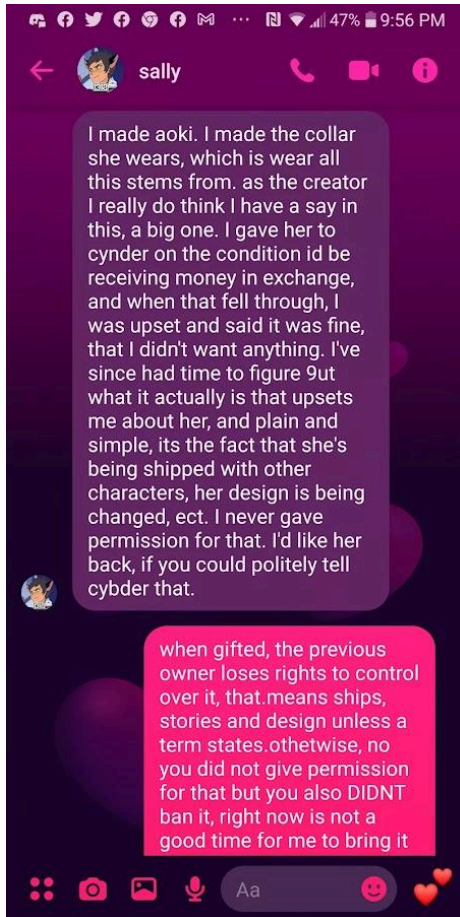 47% 9:56 PM
sally
I made aoki. I made the collar
she wears, which is wear all
this stems from. as the creator
I really do think I have a say in
this, a big one. I gave her to
cynder on the condition id be
receiving money in exchange,
and when that fell through, I
was upset and said it was fine,
that I didn't want anything. I've
since had time to figure 9ut
what it actually is that upsets
me about her, and plain and
simple, its the fact that she's
being shipped with other
characters, her design is being
changed, ect. I never gave
permission for that. I'd like her
back, if you could politely tell
cybder that.
when gifted, the previous
owner loses rights to control
over it, that.means ships,
stories and design unless a
term states.othetwise, no
you did not give permission
for that but you also DIDNT
ban it, right now is not a
good time for me to bring it
Aa